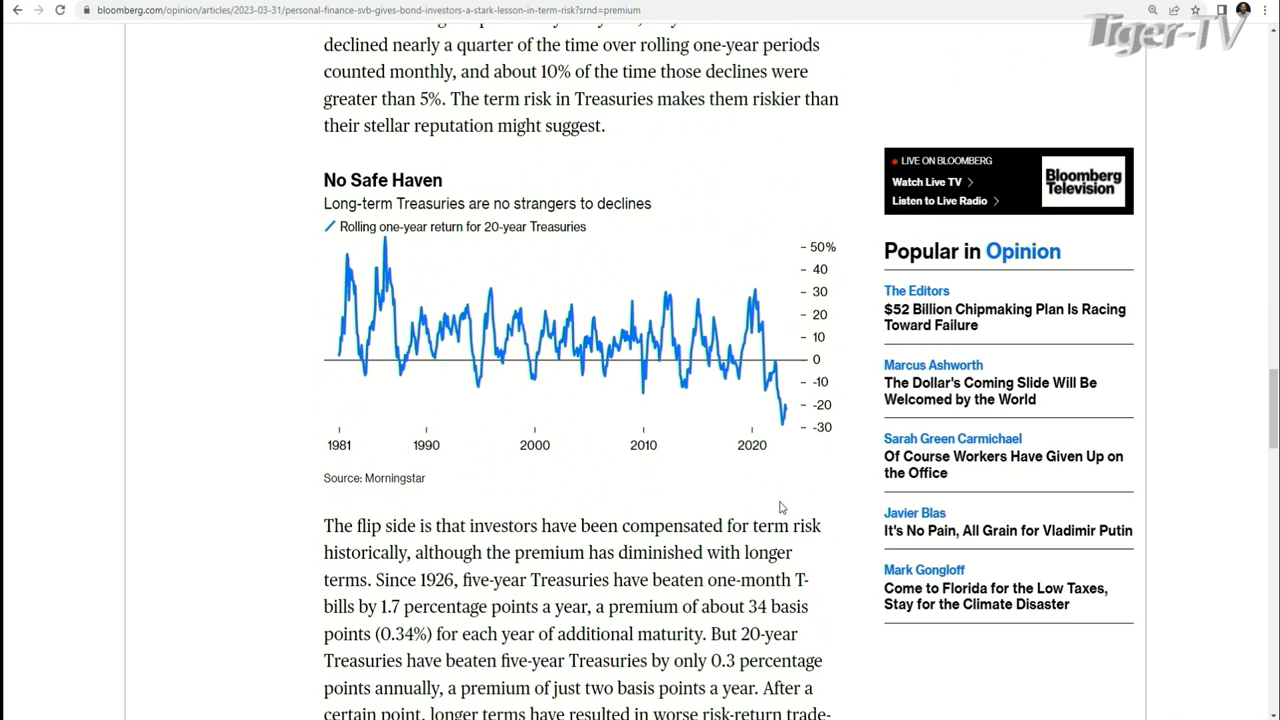 bloomberg.com/opinion/articles/2023-03-31/personal-finance-svb-gives-bond-investors-a-stark-lesson-in-term-risk?srnd=premium
Tiger-TV
declined nearly a quarter of the time over rolling one-year periods
counted monthly, and about 10% of the time those declines were
greater than 5%. The term risk in Treasuries makes them riskier than
their stellar reputation might suggest.
No Safe Haven
Long-term Treasuries are no strangers to declines
Rolling one-year return for 20-year Treasuries
50%
40
30
20
10
0
-10
-20
-30
1981 1990 2000 2010 2020
Source: Morningstar
The flip side is that investors have been compensated for term risk
historically, although the premium has diminished with longer
terms. Since 1926, five-year Treasuries have beaten one-month T-
bills by 1.7 percentage points a year, a premium of about 34 basis
points (0.34%) for each year of additional maturity. But 20-year
Treasuries have beaten five-year Treasuries by only 0.3 percentage
points annually, a premium of just two basis points a year. After a
certain point, longer terms have resulted in worse risk-return trade-
LIVE ON BLOOMBERG
Watch Live TV
Listen to Live Radio
Bloomberg
Television
Popular in Opinion
The Editors
$52 Billion Chipmaking Plan Is Racing
Toward Failure
Marcus Ashworth
The Dollar's Coming Slide Will Be
Welcomed by the World
Sarah Green Carmichael
Of Course Workers Have Given Up on
the Office
Javier Blas
It's No Pain, All Grain for Vladimir Putin
Mark Gongloff
Come to Florida for the Low Taxes,
Stay for the Climate Disaster